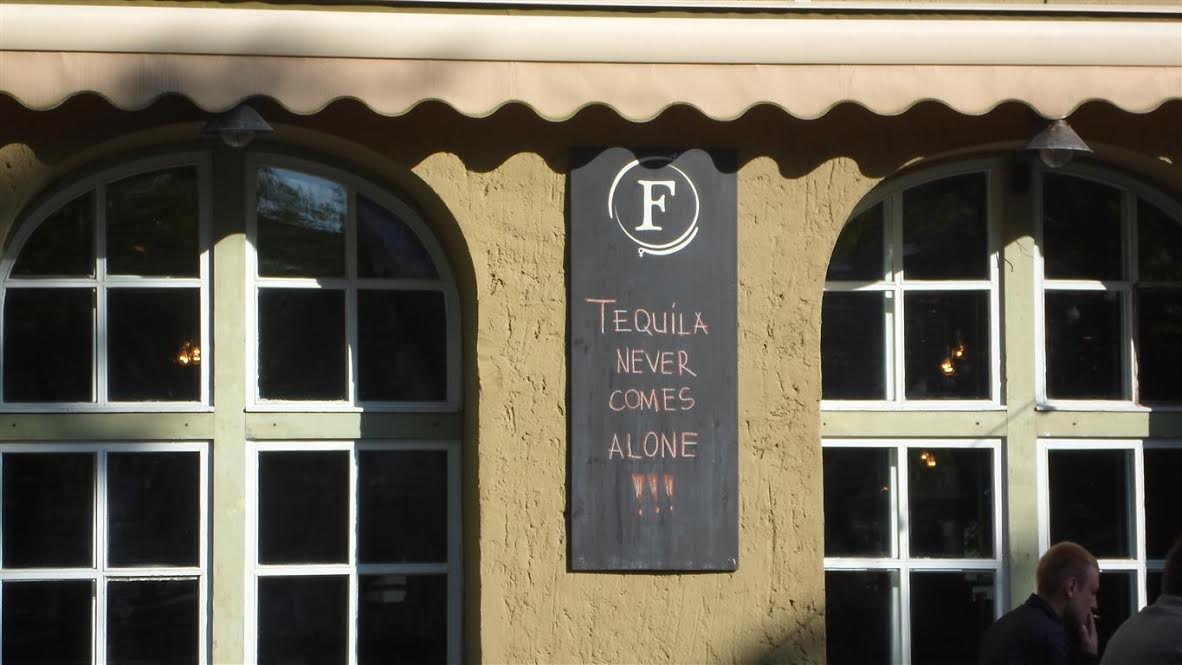 F
TEQUILA
NEVER
COMES
ALONE
!!!